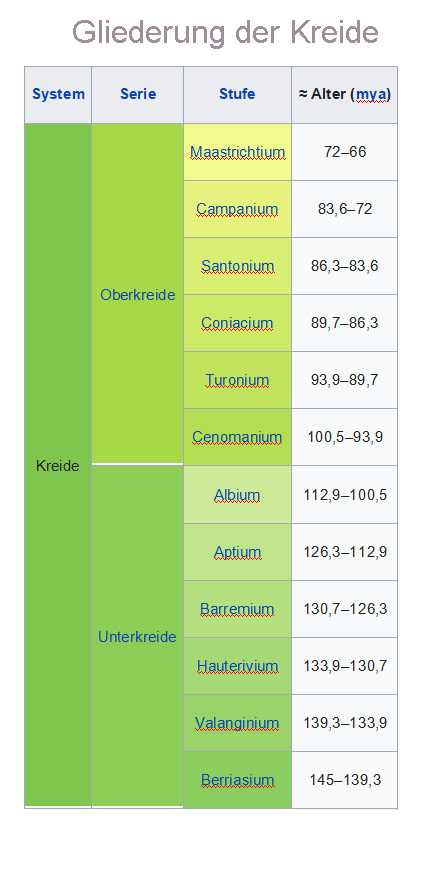 Gliederung der Kreide
System Serie Stufe ≈ Alter (mya)
Maastrichtium 72–66
Campanium 83,6–72
Santonium 86,3–83,6
Oberkreide
Coniacium 89,7–86,3
Turonium 93,9–89,7
Cenomanium 100,5–93,9
Kreide
Albium 112,9–100,5
Aptium 126,3–112,9
Barremium 130,7–126,3
Unterkreide
Hauterivium 133,9–130,7
Valanginium 139,3–133,9
Berriasium 145–139,3